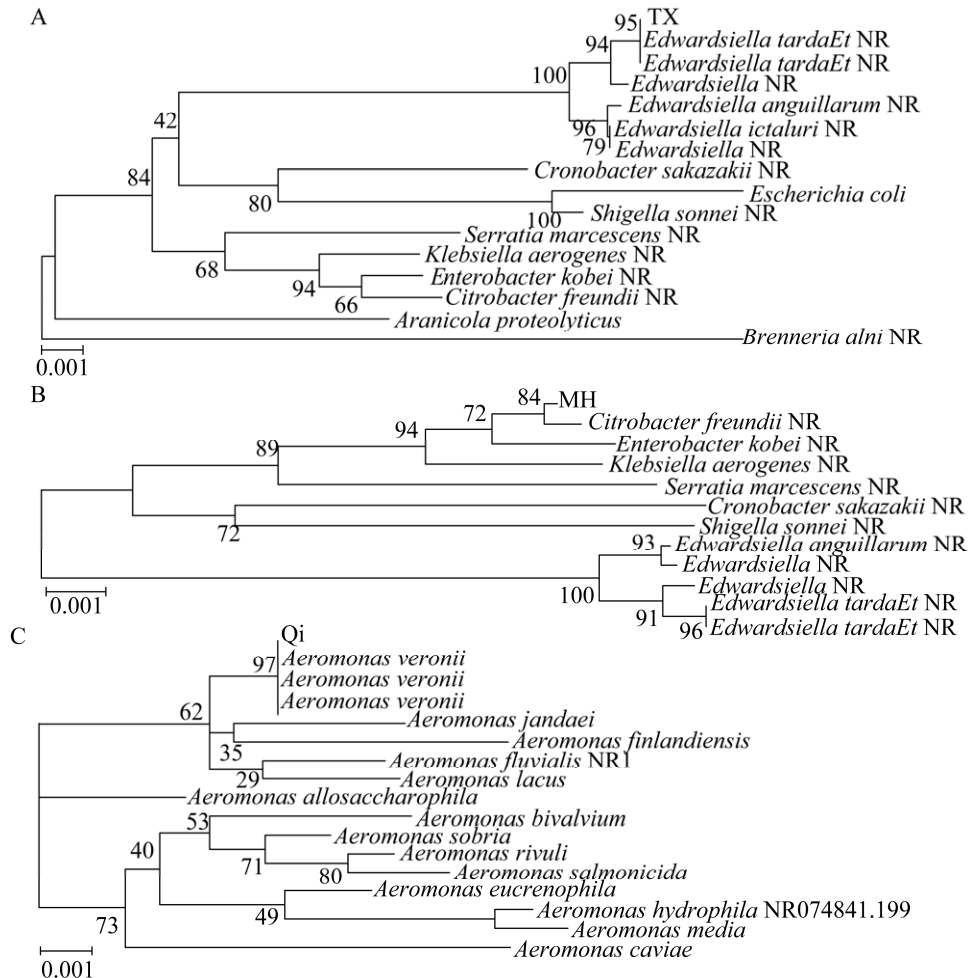 A
95 TX
Edwardsiella tardaEt NR
94
Edwardsiella tardaEt NR
100
Edwardsiella NR
Edwardsiella anguillarum NR
42
96 Edwardsiella ictaluri NR
79 Edwardsiella NR
Cronobacter sakazakii NR
84
80
Escherichia coli
100 Shigella sonnei NR
Serratia marcescens NR
68
Klebsiella aerogenes NR
94
Enterobacter kobei NR
66
Citrobacter freundii NR
Aranicola proteolyticus
Brenneria alni NR
0.001
B
84 MH
72
Citrobacter freundii NR
94
Enterobacter kobei NR
89
Klebsiella aerogenes NR
Serratia marcescens NR
Cronobacter sakazakii NR
72
Shigella sonnei NR
93 Edwardsiella anguillarum NR
Edwardsiella NR
100
Edwardsiella NR
91
Edwardsiella tardaEt NR
96 Edwardsiella tardaEt NR
0.001
C
Qi
97 Aeromonas veronii
Aeromonas veronii
Aeromonas veronii
62
Aeromonas jandaei
35
Aeromonas finlandiensis
Aeromonas fluvialis NR1
29
Aeromonas lacus
Aeromonas allosaccharophila
53
Aeromonas bivalvium
Aeromonas sobria
40
71
Aeromonas rivuli
80
Aeromonas salmonicida
Aeromonas eucrenophila
49
Aeromonas hydrophila NR074841.199
73
Aeromonas media
Aeromonas caviae
0.001